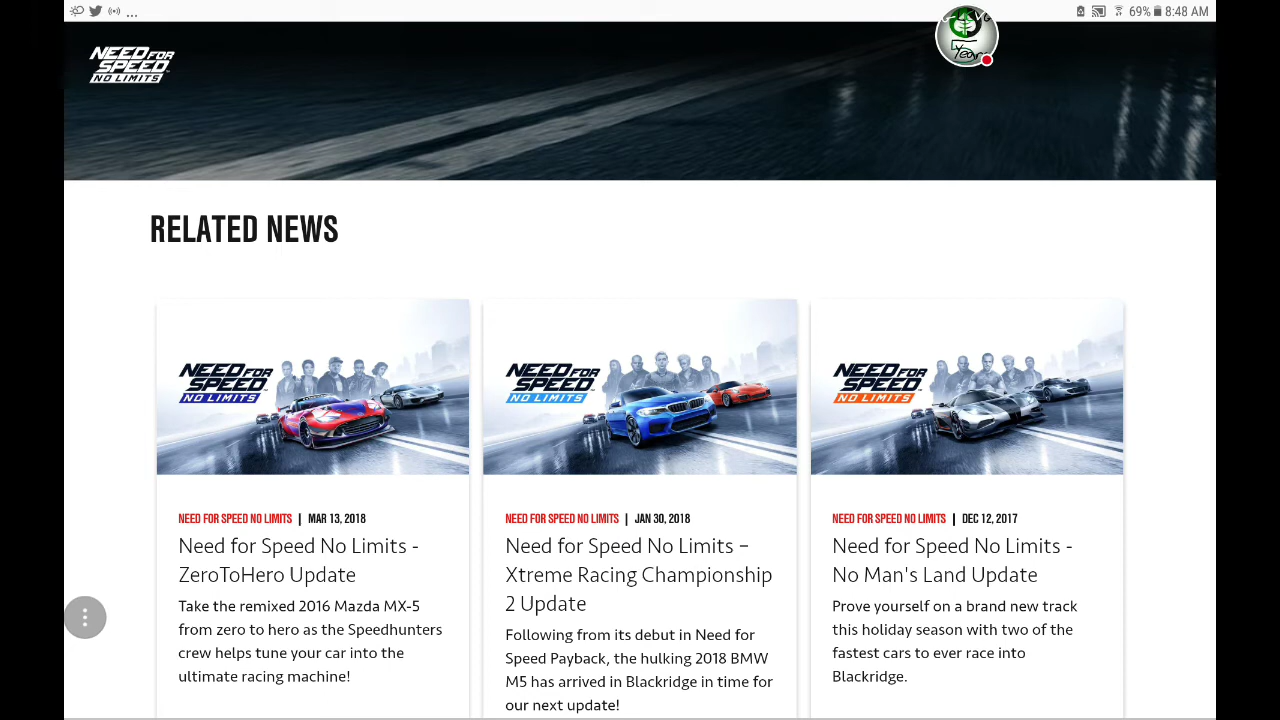 ...
69% 8:48 AM
NEED FOR
SPEED
NO LIMITS
Years
RELATED NEWS
NEED FOR
SPEED
NO LIMITS
NEED FOR
SPEED
NO LIMITS
NEED FOR
SPEED
NO LIMITS
NEED FOR SPEED NO LIMITS | MAR 13, 2018
Need for Speed No Limits -
ZeroToHero Update
Take the remixed 2016 Mazda MX-5
from zero to hero as the Speedhunters
crew helps tune your car into the
ultimate racing machine!
NEED FOR SPEED NO LIMITS | JAN 30, 2018
Need for Speed No Limits –
Xtreme Racing Championship
2 Update
Following from its debut in Need for
Speed Payback, the hulking 2018 BMW
M5 has arrived in Blackridge in time for
our next update!
NEED FOR SPEED NO LIMITS | DEC 12, 2017
Need for Speed No Limits -
No Man's Land Update
Prove yourself on a brand new track
this holiday season with two of the
fastest cars to ever race into
Blackridge.